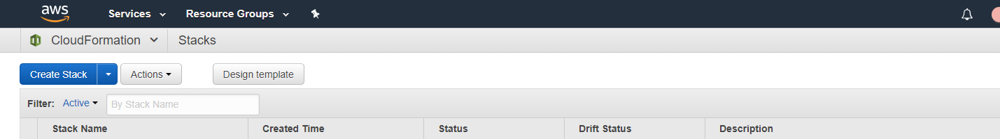 aws Services Resource Groups
CloudFormation Stacks
Create Stack Actions Design template
Filter: Active By Stack Name
Stack Name Created Time Status Drift Status Description